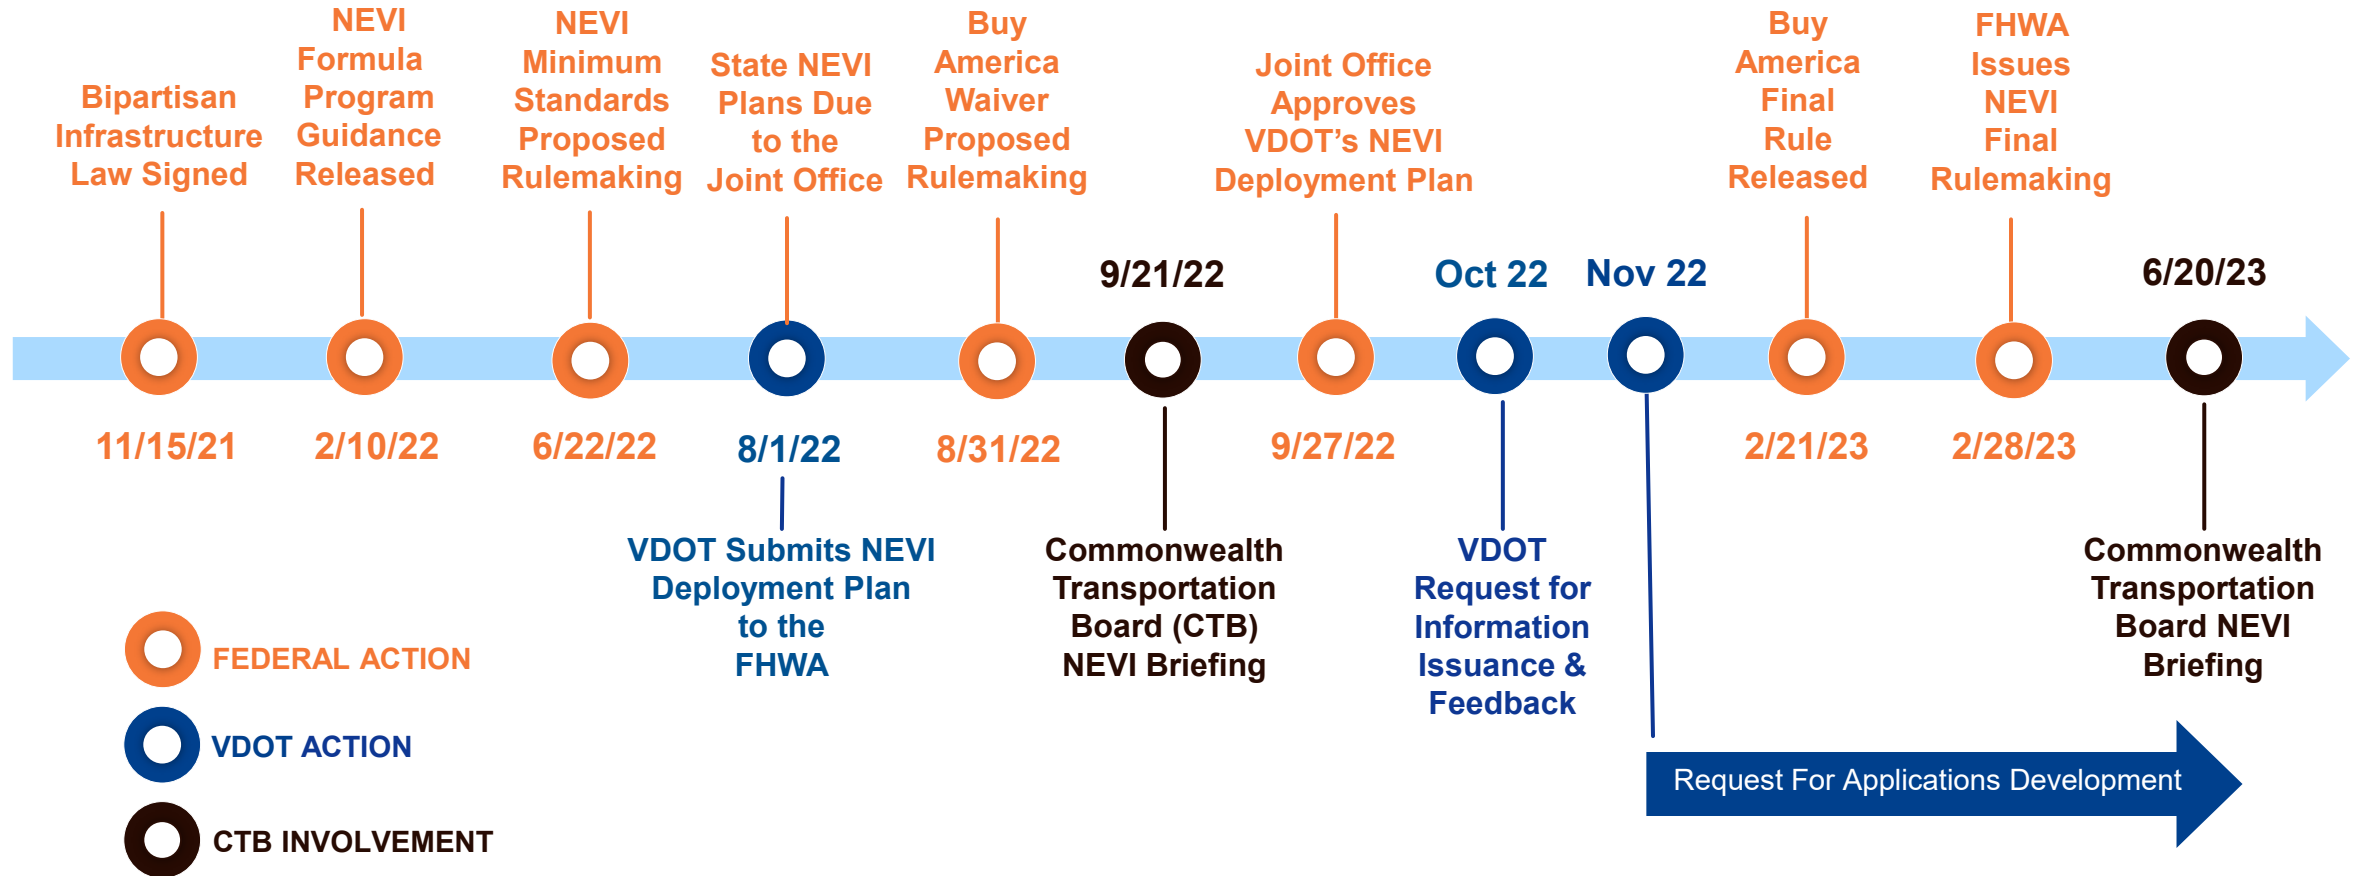 Bipartisan
Infrastructure
Law Signed
NEVI
Formula
Program
Guidance
Released
NEVI
Minimum
Standards
Proposed
Rulemaking
State NEVI
Plans Due
to the
Joint Office
Buy
America
Waiver
Proposed
Rulemaking
Joint Office
Approves
VDOT’s NEVI
Deployment Plan
Buy
America
Final
Rule
Released
FHWA
Issues
NEVI
Final
Rulemaking
9/21/22
Oct 22
Nov 22
6/20/23
11/15/21
2/10/22
6/22/22
8/1/22
8/31/22
9/27/22
2/21/23
2/28/23
VDOT Submits NEVI
Deployment Plan
to the
FHWA
Commonwealth
Transportation
Board (CTB)
NEVI Briefing
VDOT
Request for
Information
Issuance &
Feedback
Commonwealth
Transportation
Board NEVI
Briefing
Request For Applications Development
FEDERAL ACTION
VDOT ACTION
CTB INVOLVEMENT